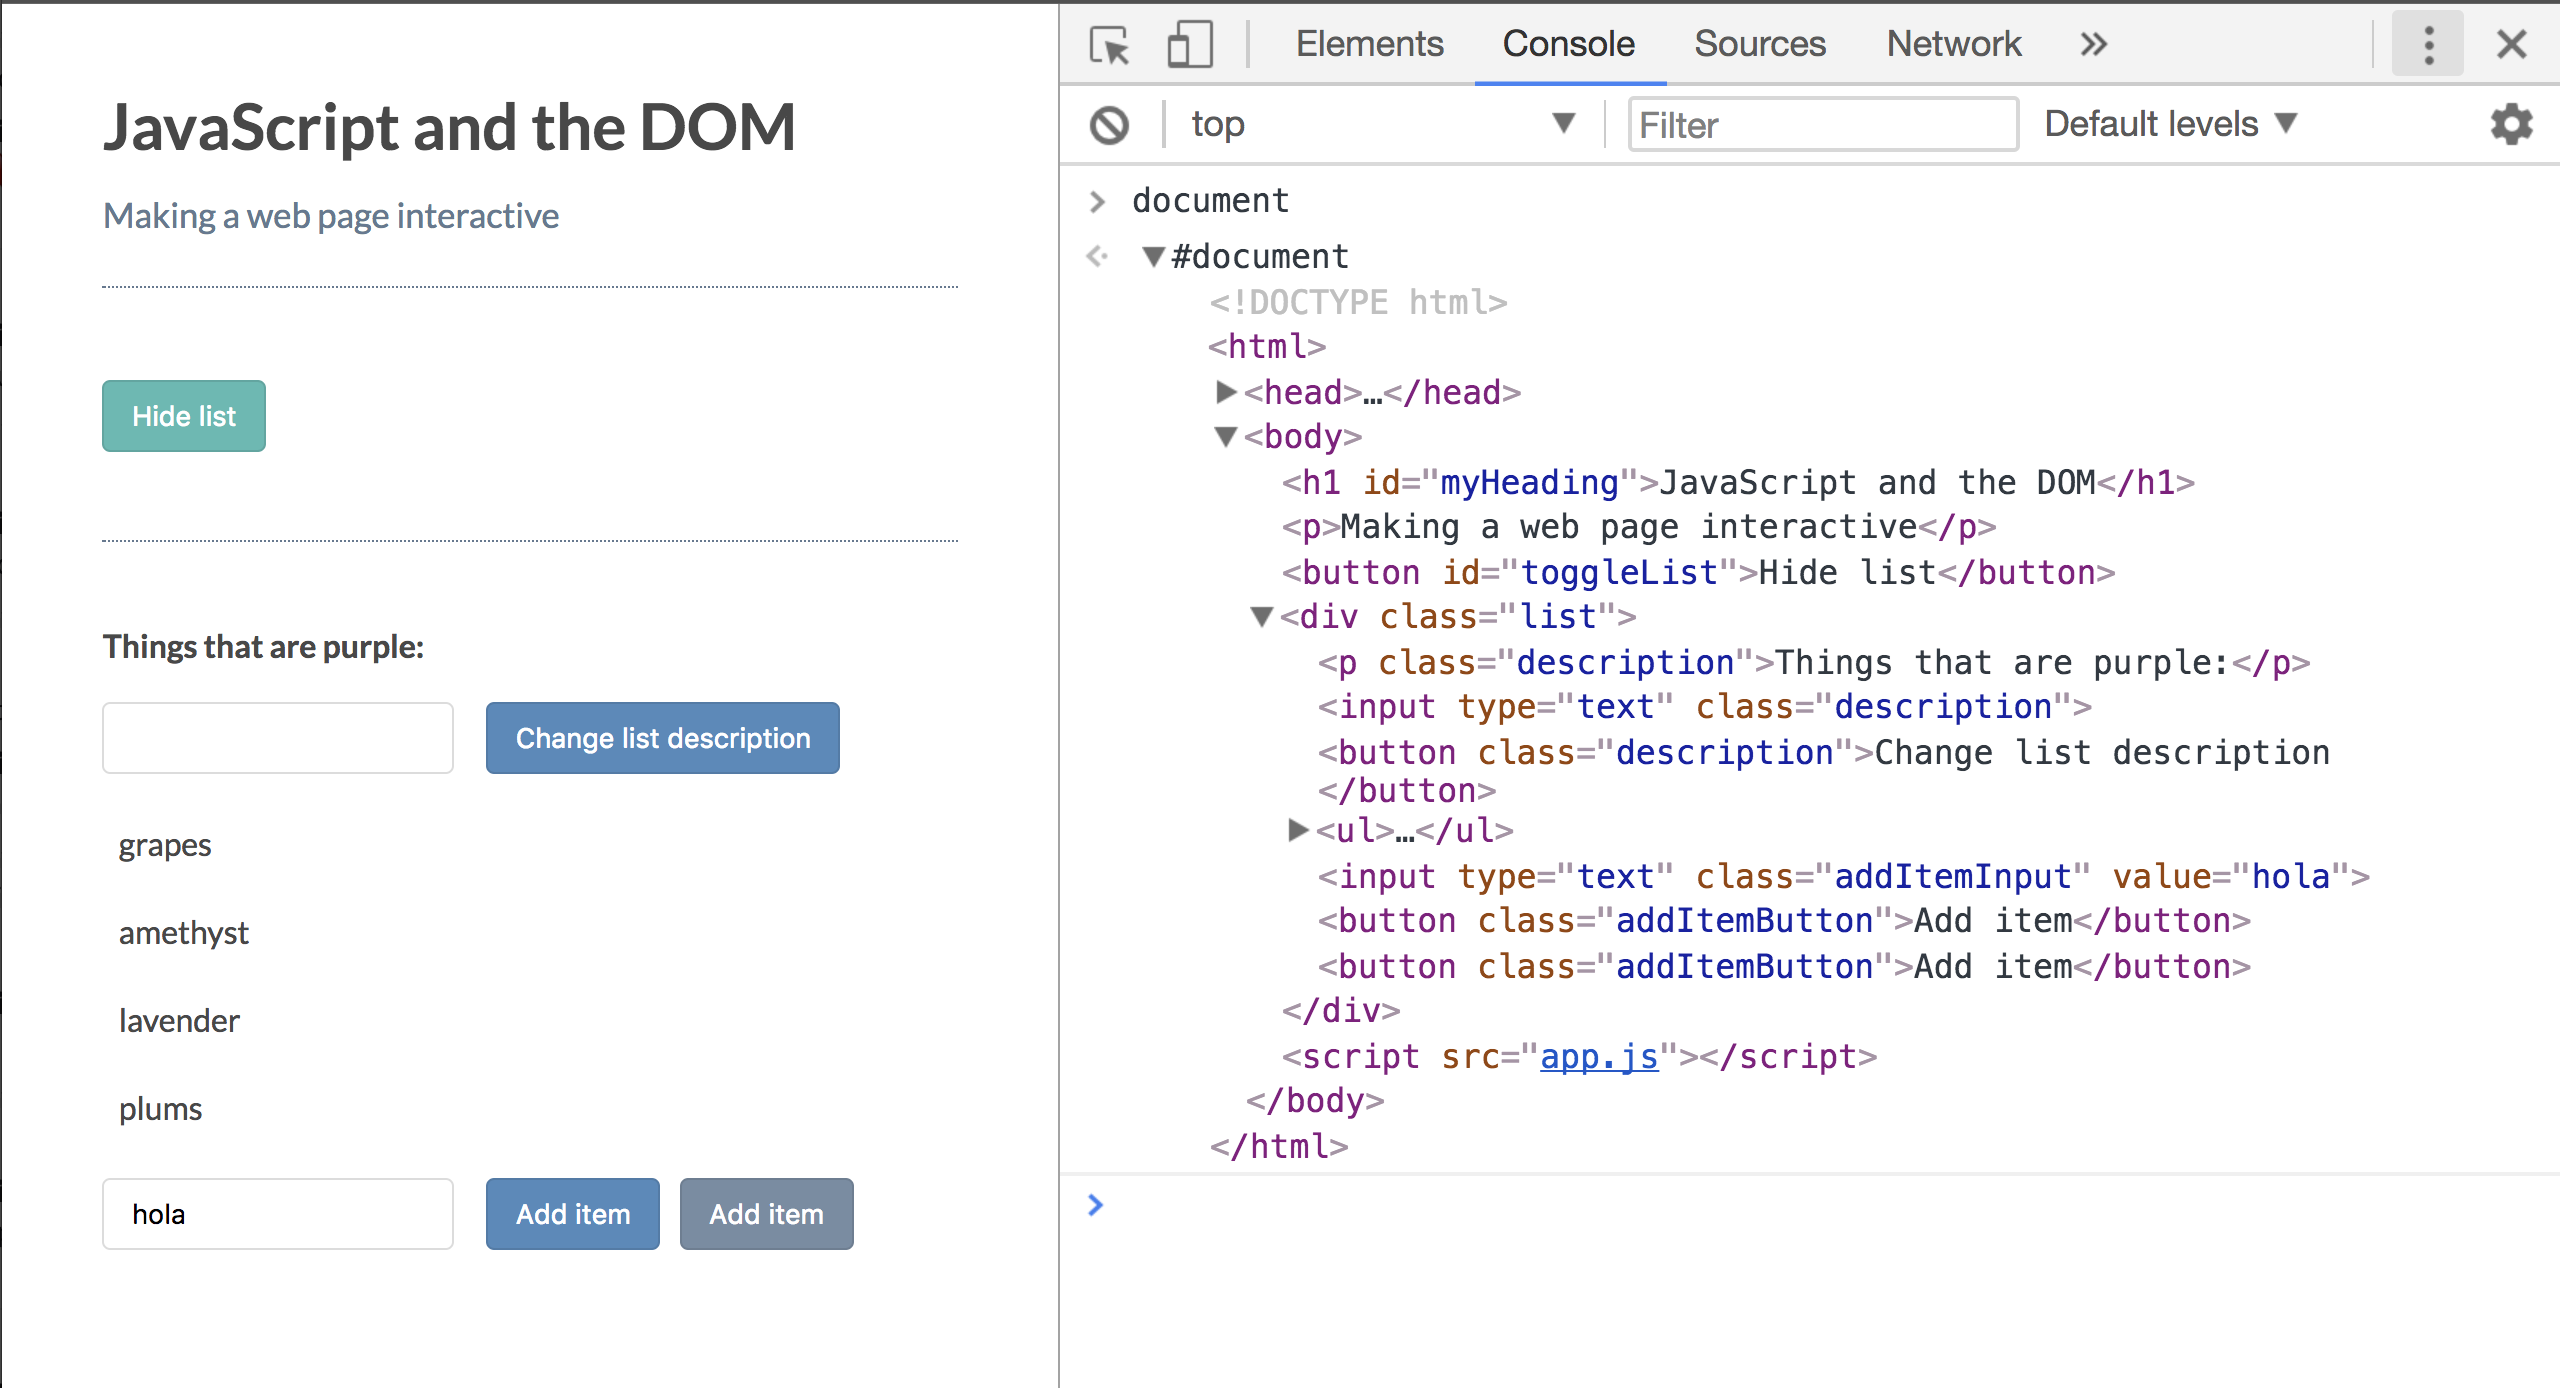 JavaScript and the DOM
Making a web page interactive
Hide list
Things that are purple:
Change list description
grapes
amethyst
lavender
plums
hola
Add item
Add item
Elements
Console
Sources
Network
top
Filter
Default levels
document
#document
<!DOCTYPE html>
<html>
<head>…</head>
<body>
<h1 id="myHeading">JavaScript and the DOM</h1>
<p>Making a web page interactive</p>
<button id="toggleList">Hide list</button>
<div class="list">
<p class="description">Things that are purple:</p>
<input type="text" class="description">
<button class="description">Change list description
</button>
<ul>…</ul>
<input type="text" class="addItemInput" value="hola">
<button class="addItemButton">Add item</button>
<button class="addItemButton">Add item</button>
</div>
<script src="app.js"></script>
</body>
</html>